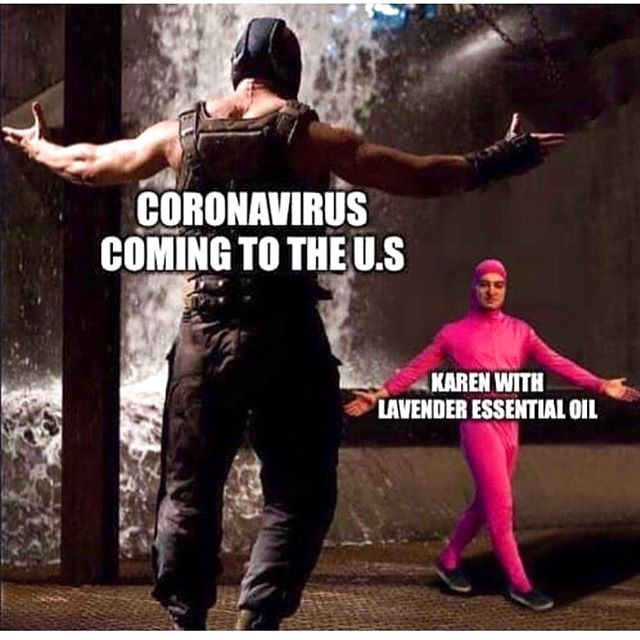 CORONAVIRUS
COMING TO THE U.S
KAREN WITH
LAVENDER ESSENTIAL OIL